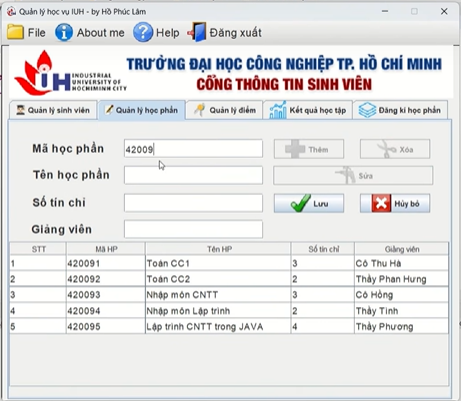 Quản lý học vụ IUH - by Hồ Phúc Lâm
File About me Help Đăng xuất
IUH INDUSTRIAL UNIVERSITY OF HOCHIMINH CITY
TRƯỜNG ĐẠI HỌC CÔNG NGHIỆP TP. HỒ CHÍ MINH
CỔNG THÔNG TIN SINH VIÊN
Quản lý sinh viên Quản lý học phần Quản lý điểm Kết quả học tập Đăng kí học phần
Mã học phần 42009 Thêm Xóa
Tên học phần Sửa
Số tín chỉ Lưu Hủy bỏ
Giảng viên
STT Mã HP Tên HP Số tín chỉ Giảng viên
1 420091 Toán CC1 3 Cô Thu Hà
2 420092 Toán CC2 2 Thầy Phan Hưng
3 420093 Nhập môn CNTT 3 Cô Hồng
4 420094 Nhập môn Lập trình 2 Thầy Tình
5 420095 Lập trình CNTT trong JAVA 4 Thầy Phương